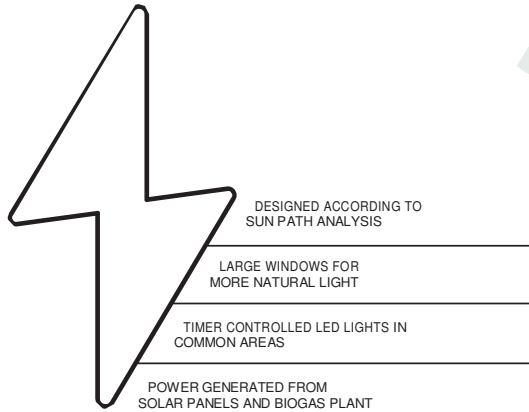 DESIGNED ACCORDING TO
SUN PATH ANALYSIS
LARGE WINDOWS FOR
MORE NATURAL LIGHT
TIMER CONTROLLED LED LIGHTS IN
COMMON AREAS
POWER GENERATED FROM
SOLAR PANELS AND BIOGAS PLANT